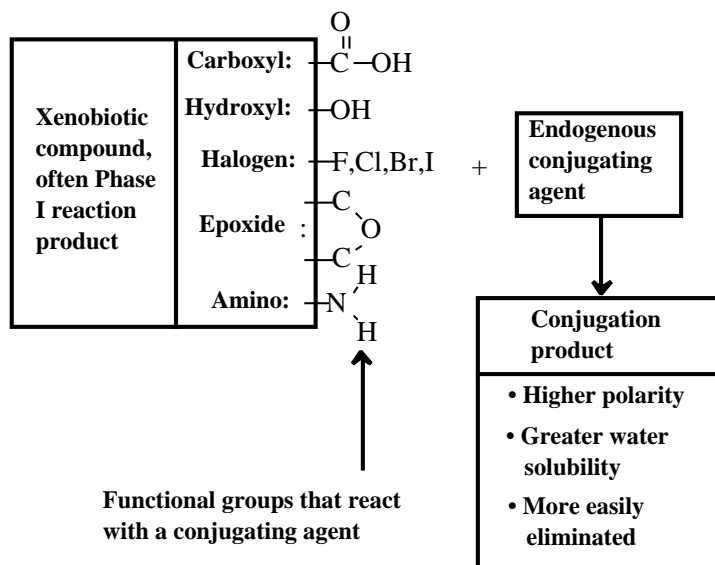 Xenobiotic
compound,
often Phase
I reaction
product
O
Carboxyl: C OH
Hydroxyl: OH
Halogen: F,Cl,Br,I
C
Epoxide : O
C
H
Amino: N
H
+
Endogenous
conjugating
agent
Conjugation
product
• Higher polarity
• Greater water
solubility
• More easily
eliminated
Functional groups that react
with a conjugating agent